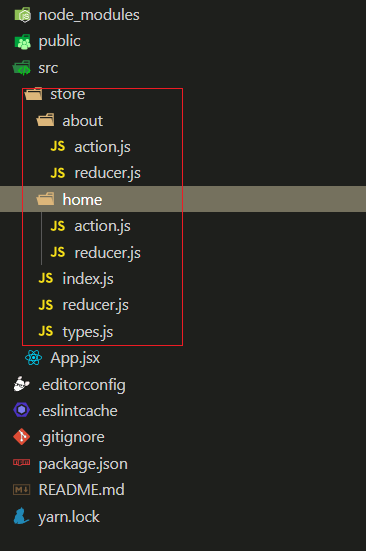 node_modules
public
src
store
about
JS action.js
JS reducer.js
home
JS action.js
JS reducer.js
JS index.js
JS reducer.js
JS types.js
App.jsx
.editorconfig
.eslintcache
.gitignore
package.json
README.md
yarn.lock